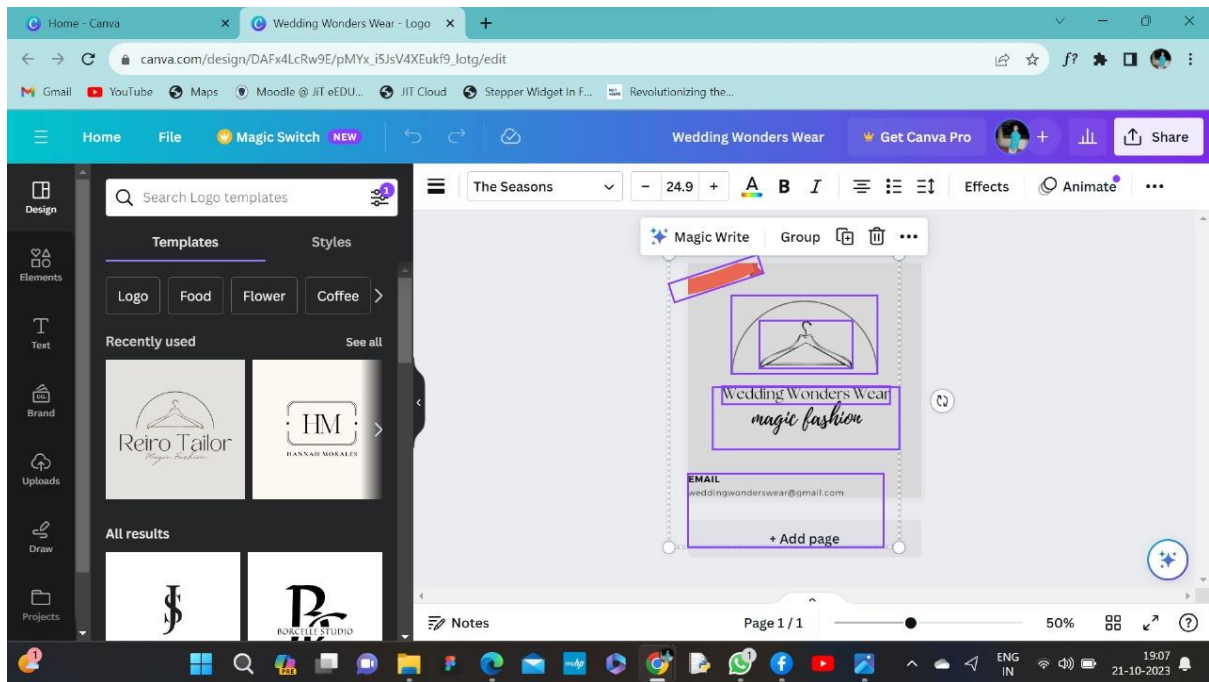 Home - Canva
Wedding Wonders Wear - Logo
canva.com/design/DAFx4LcRw9E/pMYx_i5JsV4XEukf9_lotg/edit
f?
Gmail YouTube Maps Moodle @ JiT eEDU... JIT Cloud Stepper Widget In F... Revolutionizing the...
Home File Magic Switch NEW Wedding Wonders Wear Get Canva Pro + Share
Design
Elements
Text
Brand
Uploads
Draw
Projects
Search Logo templates
1
Templates Styles
Logo Food Flower Coffee
Recently used See all
Reiro Tailor
Magic Fashion
HM
HANNAH MORALES
All results
JS
BORCELLE STUDIO
The Seasons - 24.9 + A B I Effects Animate
Magic Write Group
Wedding Wonders Wear
magic fashion
EMAIL
weddingwonderswear@gmail.com
+ Add page
Notes Page 1 / 1 50%
ENG
IN
19:07
21-10-2023